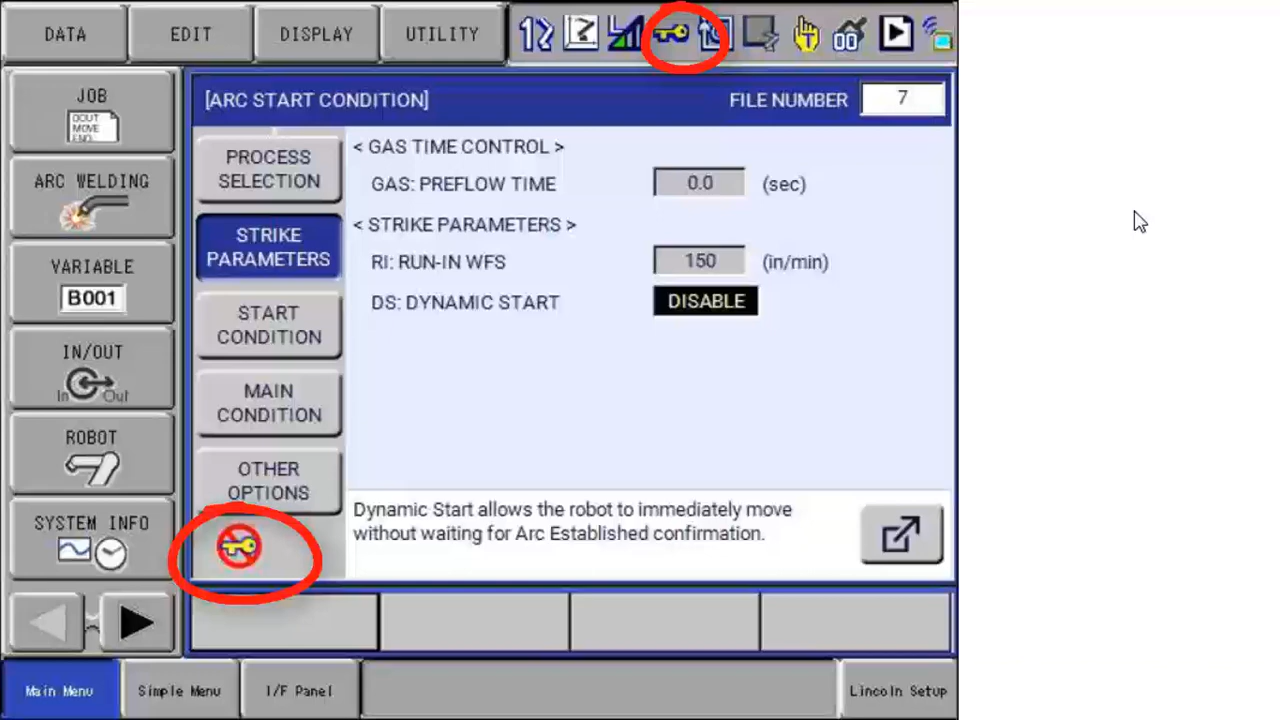 DATA
EDIT
DISPLAY
UTILITY
JOB
DOUT
MOVE
END
ARC WELDING
VARIABLE
B001
IN/OUT
In
Out
ROBOT
SYSTEM INFO
[ARC START CONDITION]
FILE NUMBER
7
PROCESS
SELECTION
STRIKE
PARAMETERS
START
CONDITION
MAIN
CONDITION
OTHER
OPTIONS
< GAS TIME CONTROL >
GAS: PREFLOW TIME
0.0
(sec)
< STRIKE PARAMETERS >
RI: RUN-IN WFS
150
(in/min)
DS: DYNAMIC START
DISABLE
Dynamic Start allows the robot to immediately move
without waiting for Arc Established confirmation.
Main Menu
Simple Menu
I/F Panel
Lincoln Setup